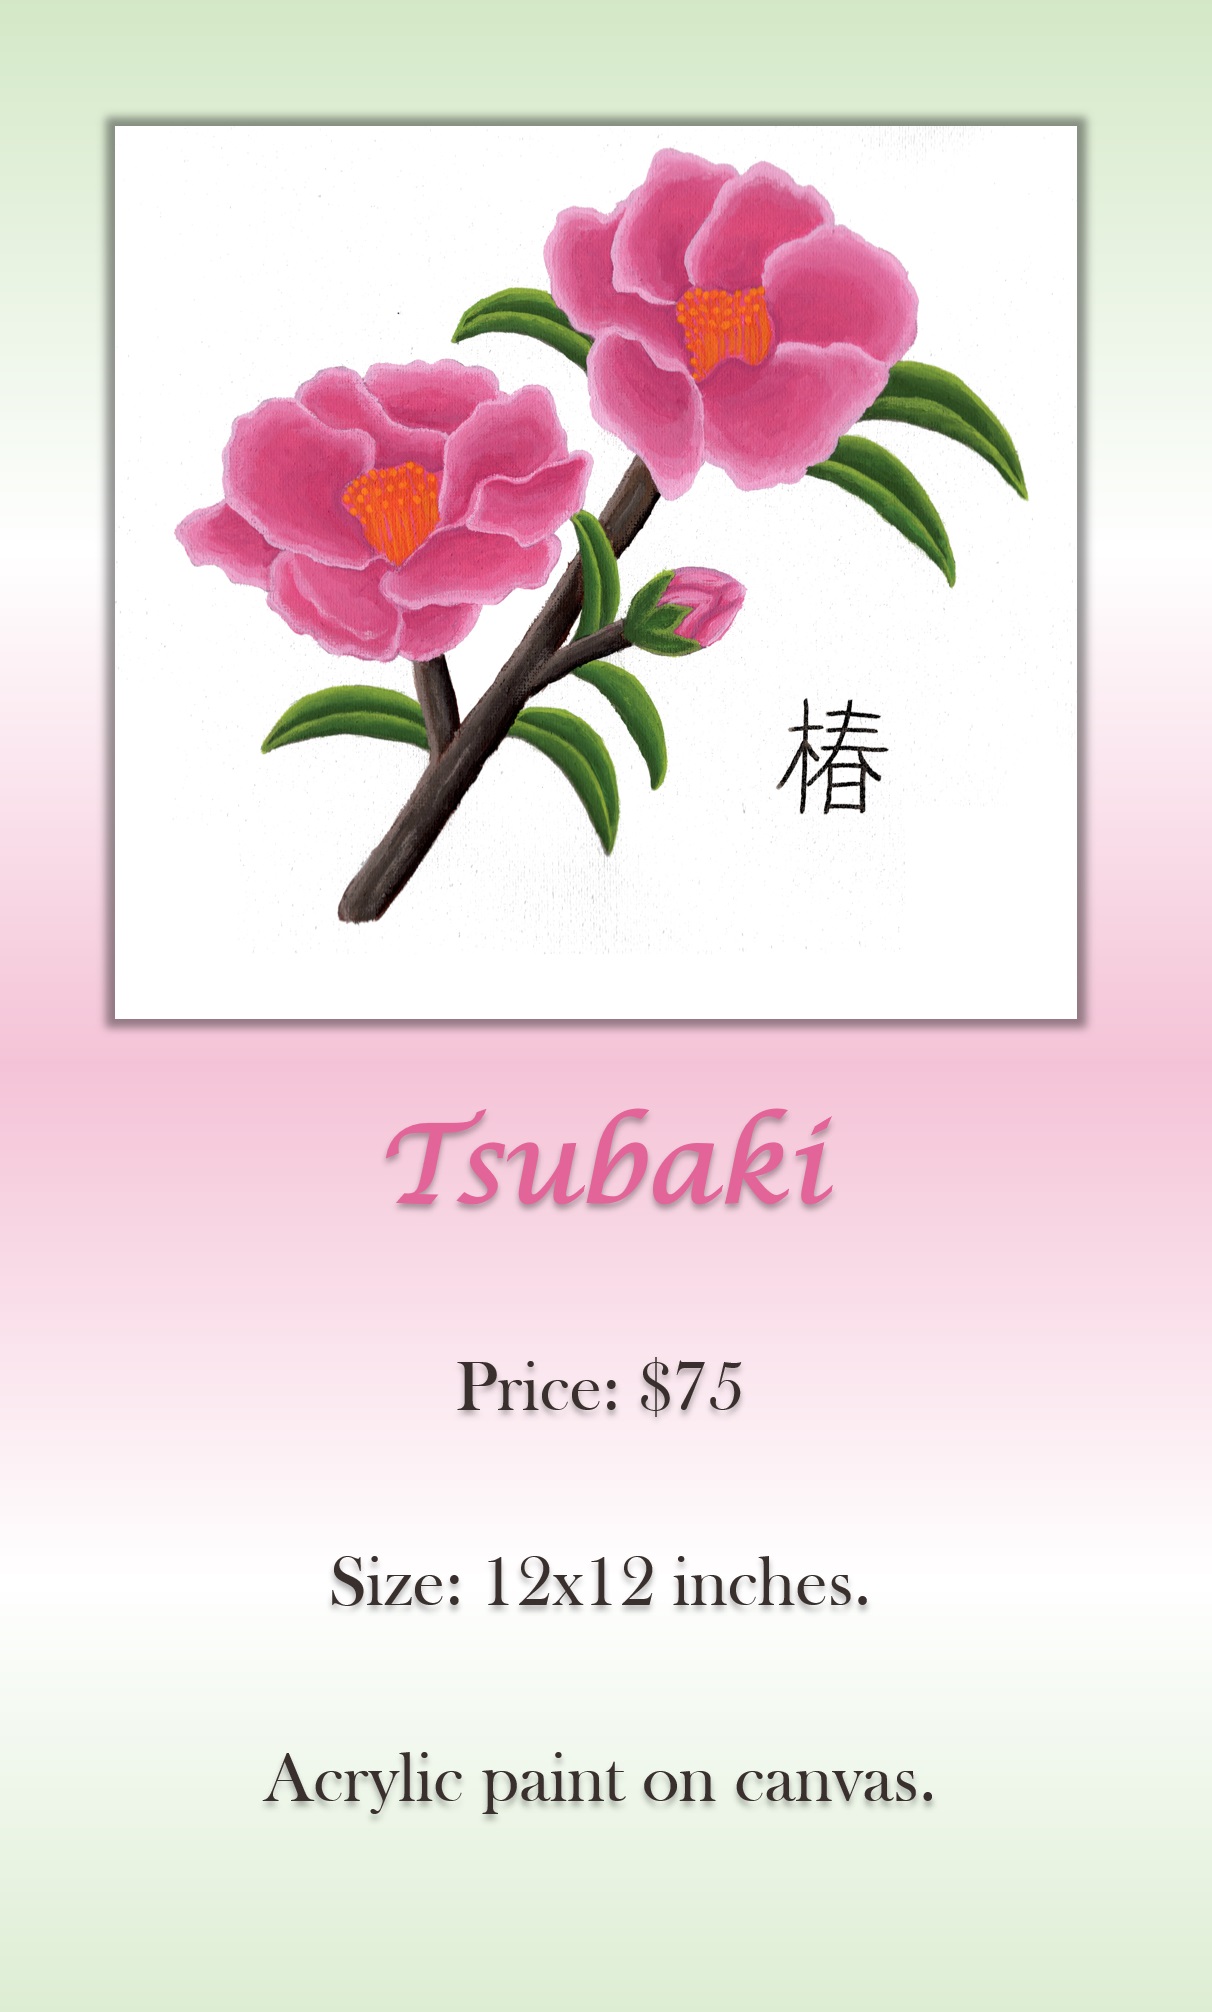 椿
Tsubaki
Price: $75
Size: 12x12 inches.
Acrylic paint on canvas.